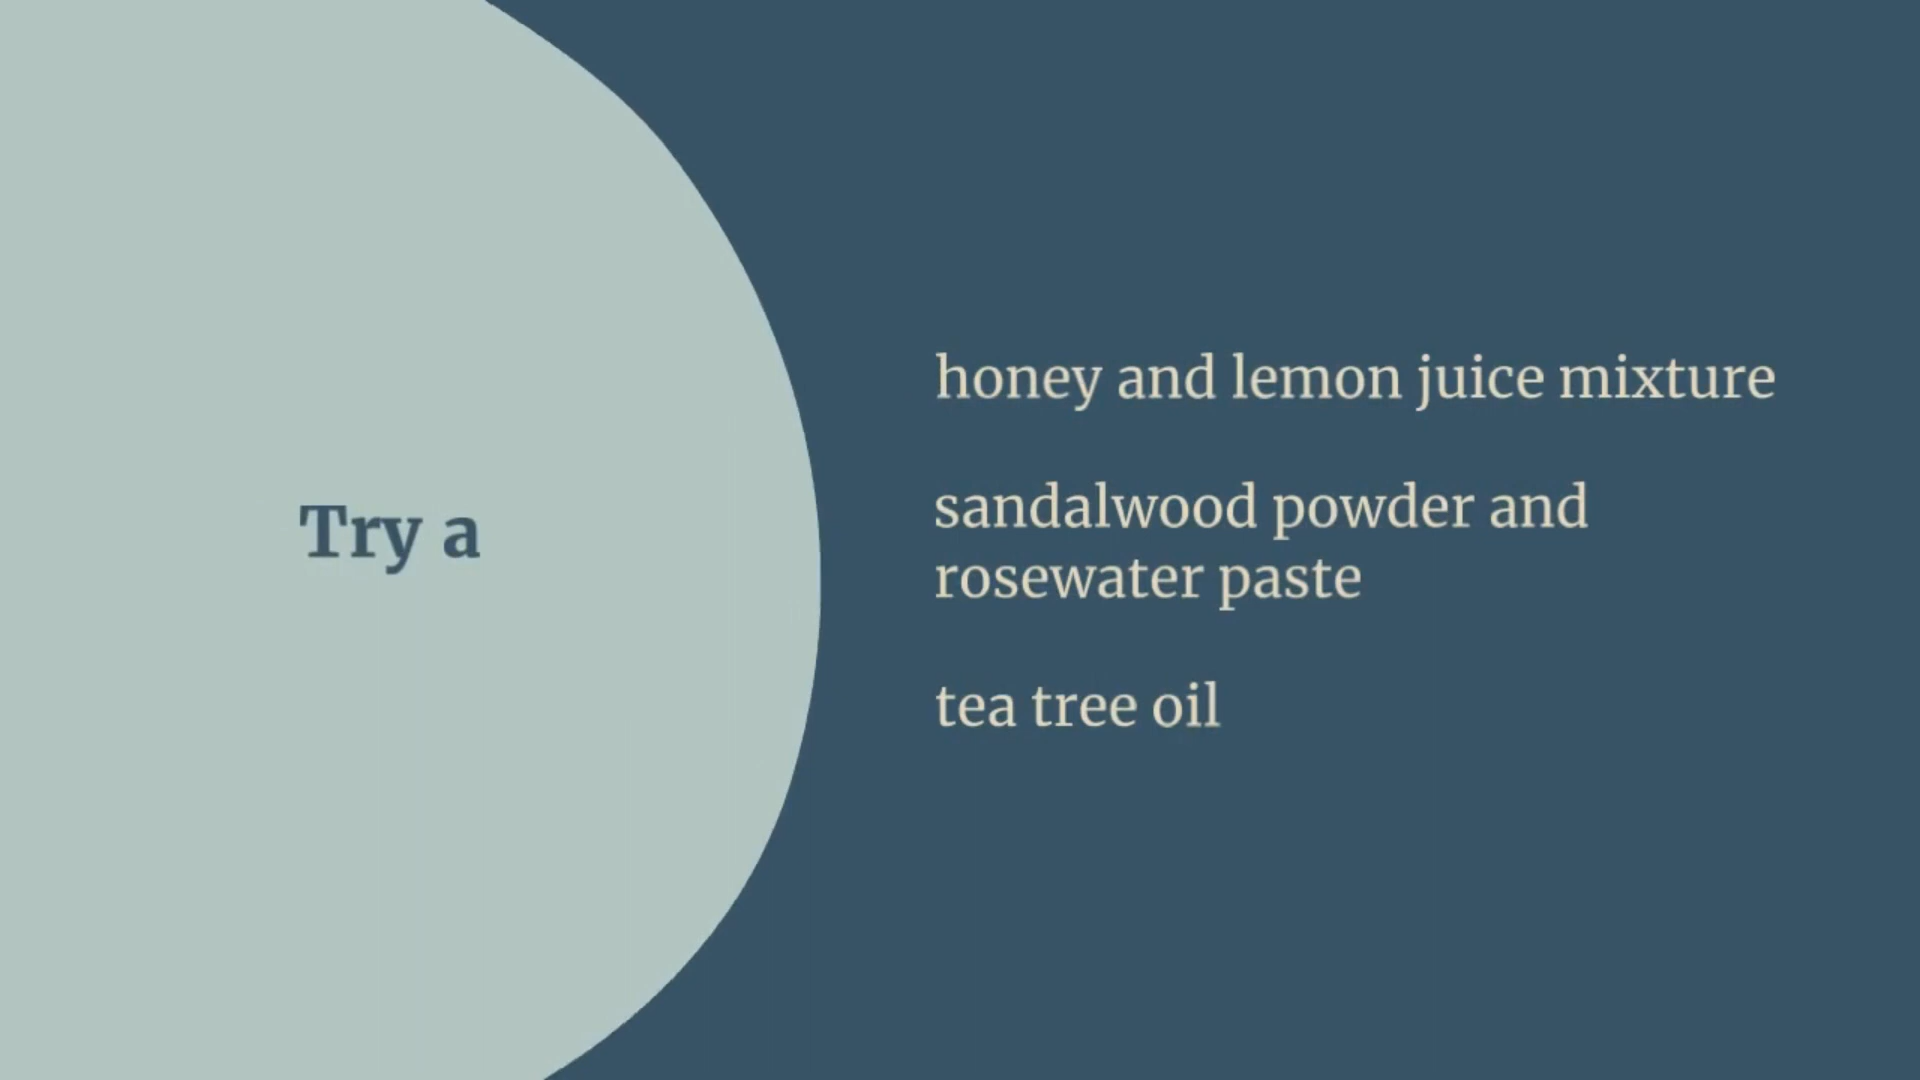 Try a
honey and lemon juice mixture
sandalwood powder and
rosewater paste
tea tree oil